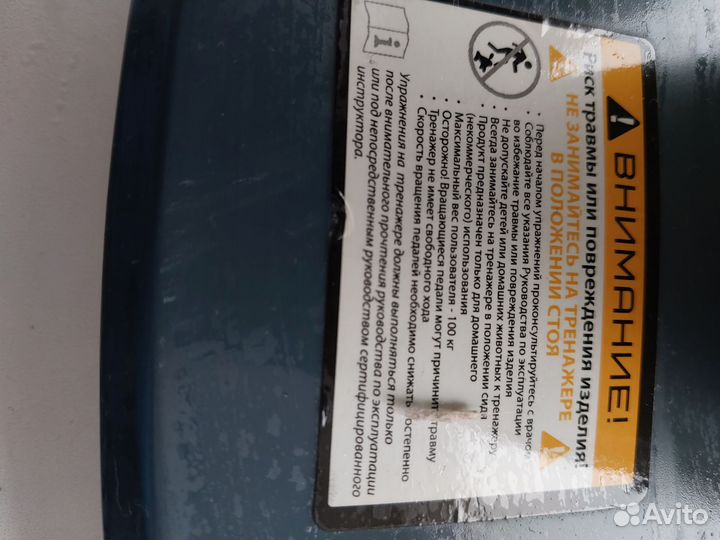 ВНИМАНИЕ!
Риск травмы или повреждения изделия!
НЕ ЗАНИМАЙТЕСЬ НА ТРЕНАЖЕРЕ
В ПОЛОЖЕНИИ СТОЯ
• Перед началом упражнений проконсультируйтесь с врачом
• Соблюдайте все указания Руководства по эксплуатации
во избежание травмы или повреждения изделия
• Не допускайте детей или домашних животных к тренажеру
• Всегда занимайтесь на тренажере в положении сидя
• Продукт предназначен только для домашнего
(некоммерческого) использования
• Максимальный вес пользователя - 100 кг
• Осторожно! Вращающиеся педали могут причинить травму
• Тренажер не имеет свободного хода
• Скорость вращения педалей необходимо снижать постепенно
Упражнения на тренажере должны выполняться только
после внимательного прочтения руководства по эксплуатации
или под непосредственным руководством сертифицированного
инструктора.
Avito